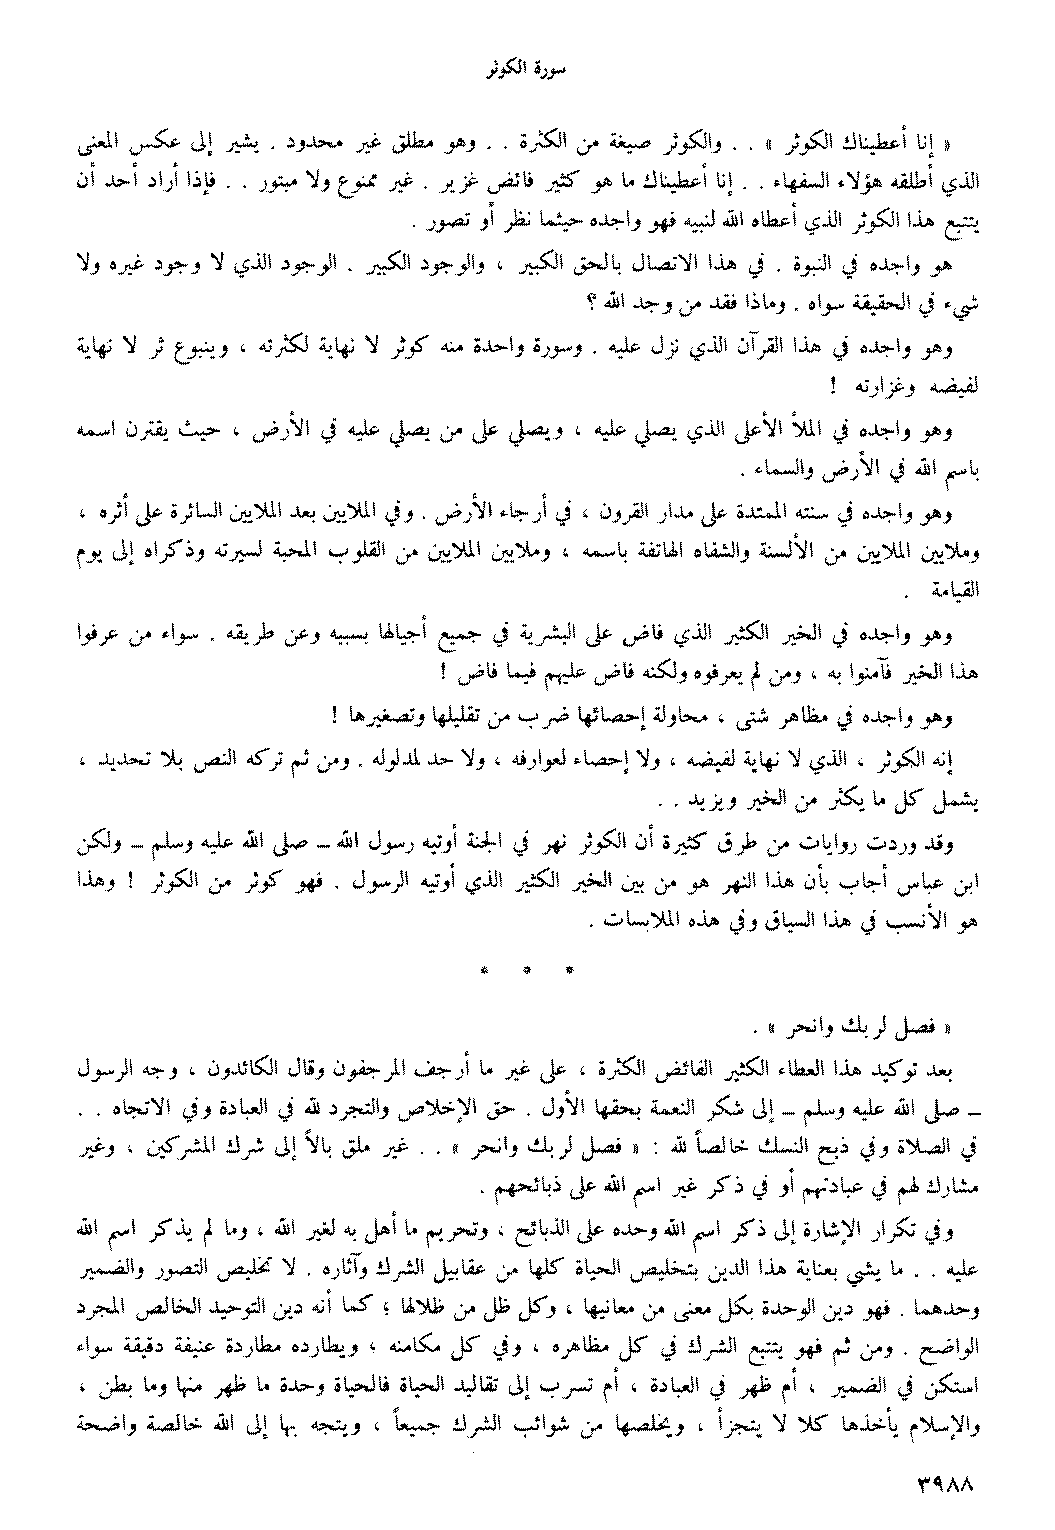 سورة الكوثر
« إنا أعطيناك الكوثر » . . والكوثر صيغة من الكثرة . . وهو مطلق غير محدود . يشير إلى عكس المعنى
الذي أطلقه هؤلاء السفهاء . . إنا أعطيناك ما هو كثير فائض غزير . غير ممنوع ولا مبتور . . فإذا أراد أحد أن
يتتبع هذا الكوثر الذي أعطاه الله لنبيه فهو واجده حيثما نظر أو تصور .
هو واجده في النبوة . في هذا الاتصال بالحق الكبير ، والوجود الكبير . الوجود الذي لا وجود غيره ولا
شيء في الحقيقة سواه . وماذا فقد من وجد الله ؟
وهو واجده في هذا القرآن الذي نزل عليه . وسورة واحدة منه كوثر لا نهاية لكثرته ، وينبوع ثر لا نهاية
لفيضه وغزارته !
وهو واجده في الملأ الأعلى الذي يصلي عليه ، ويصلي على من يصلي عليه في الأرض ، حيث يقترن اسمه
باسم الله في الأرض والسماء .
وهو واجده في سنته الممتدة على مدار القرون ، في أرجاء الأرض . وفي الملايين بعد الملايين السائرة على أثره ،
وملايين الملايين من الألسنة والشفاه الهاتفة باسمه ، وملايين الملايين من القلوب المحبة لسيرته وذكراه إلى يوم
القيامة .
وهو واجده في الخير الكثير الذي فاض على البشرية في جميع أجيالها بسببه وعن طريقه . سواء من عرفوا
هذا الخير فآمنوا به ، ومن لم يعرفوه ولكنه فاض عليهم فيما فاض !
وهو واجده في مظاهر شتى ، محاولة إحصائها ضرب من تقليلها وتصغيرها !
إنه الكوثر ، الذي لا نهاية لفيضه ، ولا إحصاء لعوارفه ، ولا حد لمدلوله . ومن ثم تركه النص بلا تحديد ،
يشمل كل ما يكثر من الخير ويزيد . .
وقد وردت روايات من طرق كثيرة أن الكوثر نهر في الجنة أوتيه رسول الله – صلى الله عليه وسلم – ولكن
ابن عباس أجاب بأن هذا النهر هو من بين الخير الكثير الذي أوتيه الرسول . فهو كوثر من الكوثر ! وهذا
هو الأنسب في هذا السياق وفي هذه الملابسات .
* * *
« فصل لربك وانحر » .
بعد توكيد هذا العطاء الكثير الفائض الكثرة ، على غير ما أرجف المرجفون وقال الكائدون ، وجه الرسول
– صلى الله عليه وسلم – إلى شكر النعمة بحقها الأول . حق الإخلاص والتجرد لله في العبادة وفي الاتجاه . .
في الصلاة وفي ذبح النسك خالصاً لله : « فصل لربك وانحر » . . غير ملق بالاً إلى شرك المشركين ، وغير
مشارك لهم في عبادتهم أو في ذكر غير اسم الله على ذبائحهم .
وفي تكرار الإشارة إلى ذكر اسم الله وحده على الذبائح ، وتحريم ما أهل به لغير الله ، وما لم يذكر اسم الله
عليه . . ما يشي بعناية هذا الدين بتخليص الحياة كلها من عقابيل الشرك وآثاره . لا تخليص التصور والضمير
وحدهما . فهو دين الوحدة بكل معنى من معانيها ، وكل ظل من ظلالها ؛ كما أنه دين التوحيد الخالص المجرد
الواضح . ومن ثم فهو يتتبع الشرك في كل مظاهره ، وفي كل مكامنه ؛ ويطارده مطاردة عنيفة دقيقة سواء
استكن في الضمير ، أم ظهر في العبادة ، أم تسرب إلى تقاليد الحياة فالحياة وحدة ما ظهر منها وما بطن ،
والإسلام يأخذها كلا لا يتجزأ ، ويخلصها من شوائب الشرك جميعاً ، ويتجه بها إلى الله خالصة واضحة
٣٩٨٨